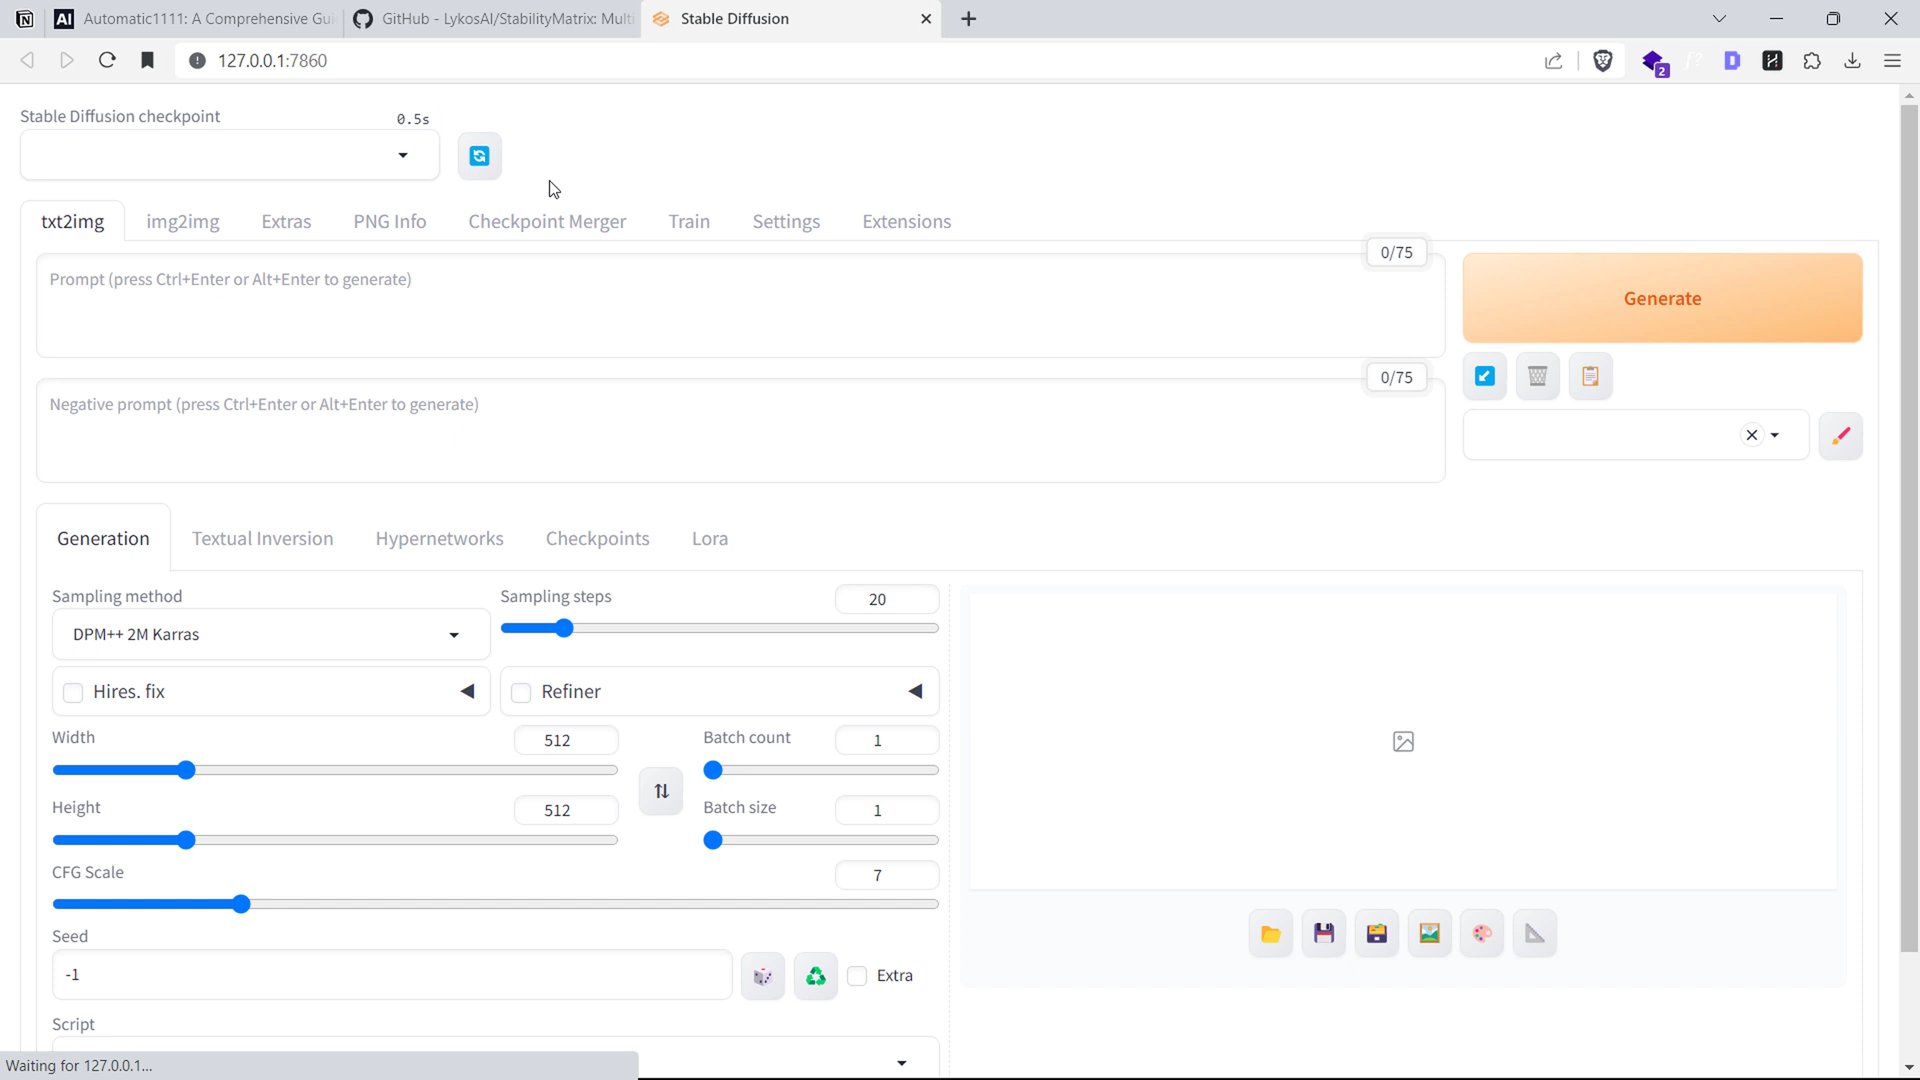 Automatic1111: A Comprehensive Gui
GitHub - LykosAI/StabilityMatrix: Multi
Stable Diffusion
127.0.0.1:7860
2
Stable Diffusion checkpoint
0.5s
txt2img
img2img
Extras
PNG Info
Checkpoint Merger
Train
Settings
Extensions
Prompt (press Ctrl+Enter or Alt+Enter to generate)
0/75
Generate
Negative prompt (press Ctrl+Enter or Alt+Enter to generate)
0/75
Generation
Textual Inversion
Hypernetworks
Checkpoints
Lora
Sampling method
DPM++ 2M Karras
Sampling steps
20
Hires. fix
Refiner
Width
512
Batch count
1
Height
512
Batch size
1
CFG Scale
7
Seed
-1
Extra
Script
Waiting for 127.0.0.1...